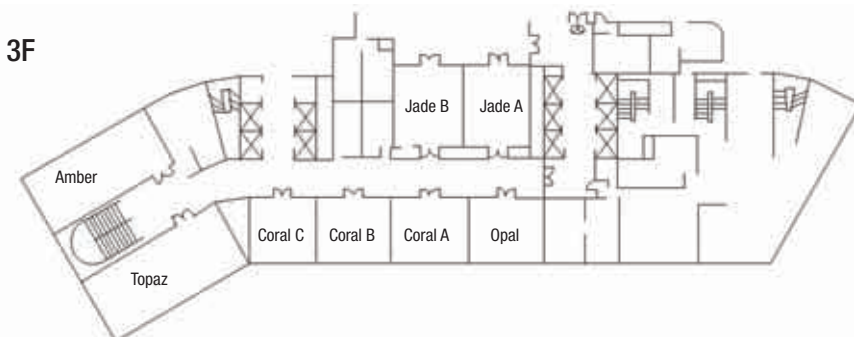 3F
Jade B
Jade A
Amber
Coral C
Coral B
Coral A
Opal
Topaz